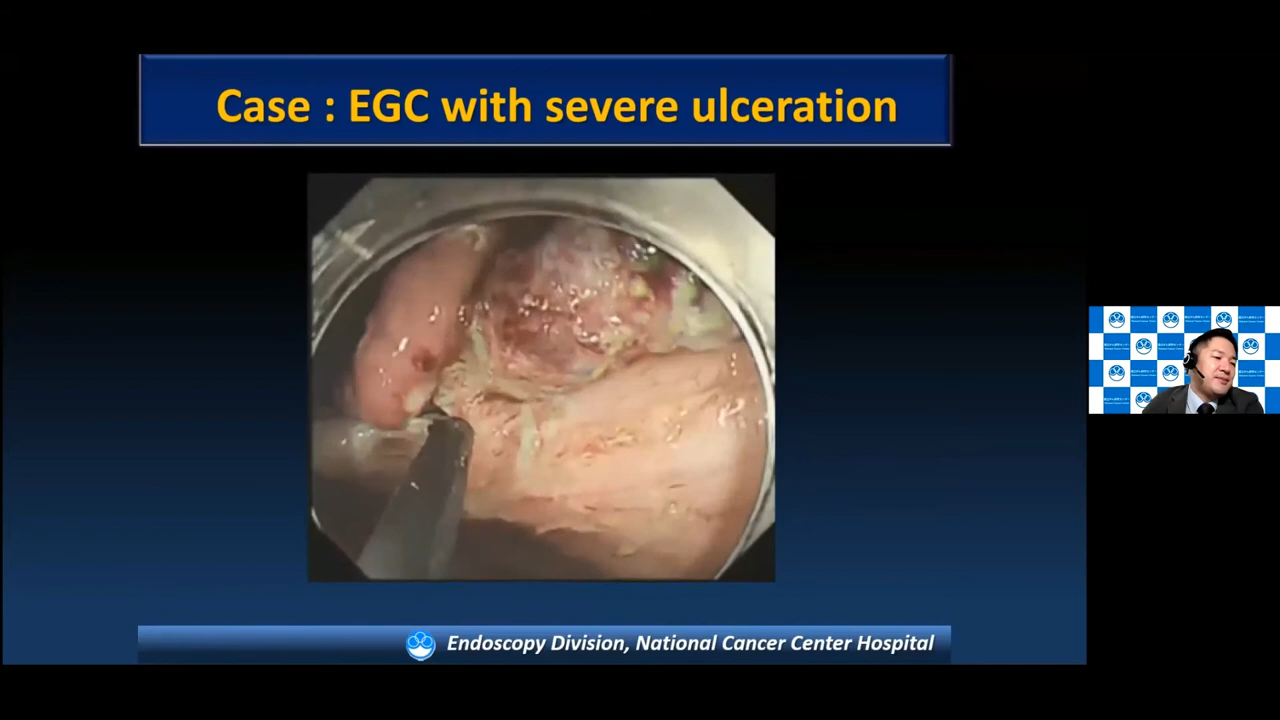 Case : EGC with severe ulceration
Endoscopy Division, National Cancer Center Hospital